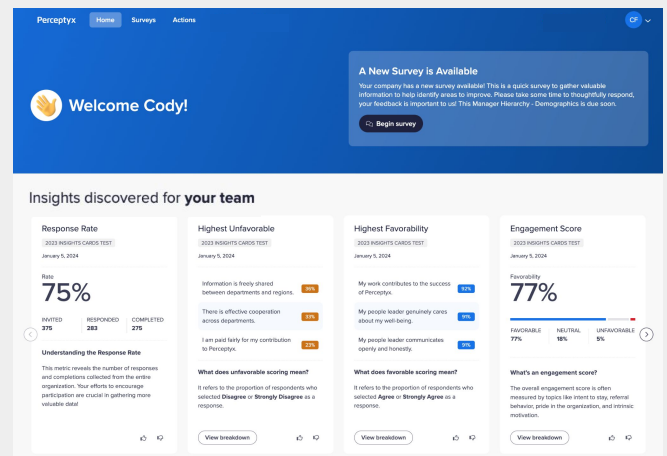 Perceptyx Home Surveys Actions CF
Welcome Cody!
A New Survey is Available
Your company has a new survey available! This is a quick survey to gather valuable
information to help identify areas to improve. Please take some time to thoughtfully respond,
your feedback is important to us! This Manager Hierarchy - Demographics is due soon.
Begin survey
Insights discovered for your team
Response Rate
2023 INSIGHTS CARDS TEST
January 5, 2024
Rate
75%
INVITED RESPONDED COMPLETED
375 283 275
Understanding the Response Rate
This metric reveals the number of responses
and completions collected from the entire
organization. Your efforts to encourage
participation are crucial in gathering more
valuable data!
Highest Unfavorable
2023 INSIGHTS CARDS TEST
January 5, 2024
Information is freely shared
between departments and regions.
There is effective cooperation
across departments.
I am paid fairly for my contribution 23%
to Perceptyx.
What does unfavorable scoring mean?
It refers to the proportion of respondents who
selected Disagree or Strongly Disagree as a
response.
View breakdown
Highest Favorability
2023 INSIGHTS CARDS TEST
January 5, 2024
My work contributes to the success 92%
of Perceptyx.
My people leader genuinely cares 91%
about my well-being.
My people leader communicates 91%
openly and honestly.
What does favorable scoring mean?
It refers to the proportion of respondents who
selected Agree or Strongly Agree as a
response.
View breakdown
Engagement Score
2023 INSIGHTS CARDS TEST
January 5, 2024
Favorability
77%
FAVORABLE NEUTRAL UNFAVORABLE
77% 18% 5%
What's an engagement score?
The overall engagement score is often
measured by topics like intent to stay, referral
behavior, pride in the organization, and intrinsic
motivation.
View breakdown